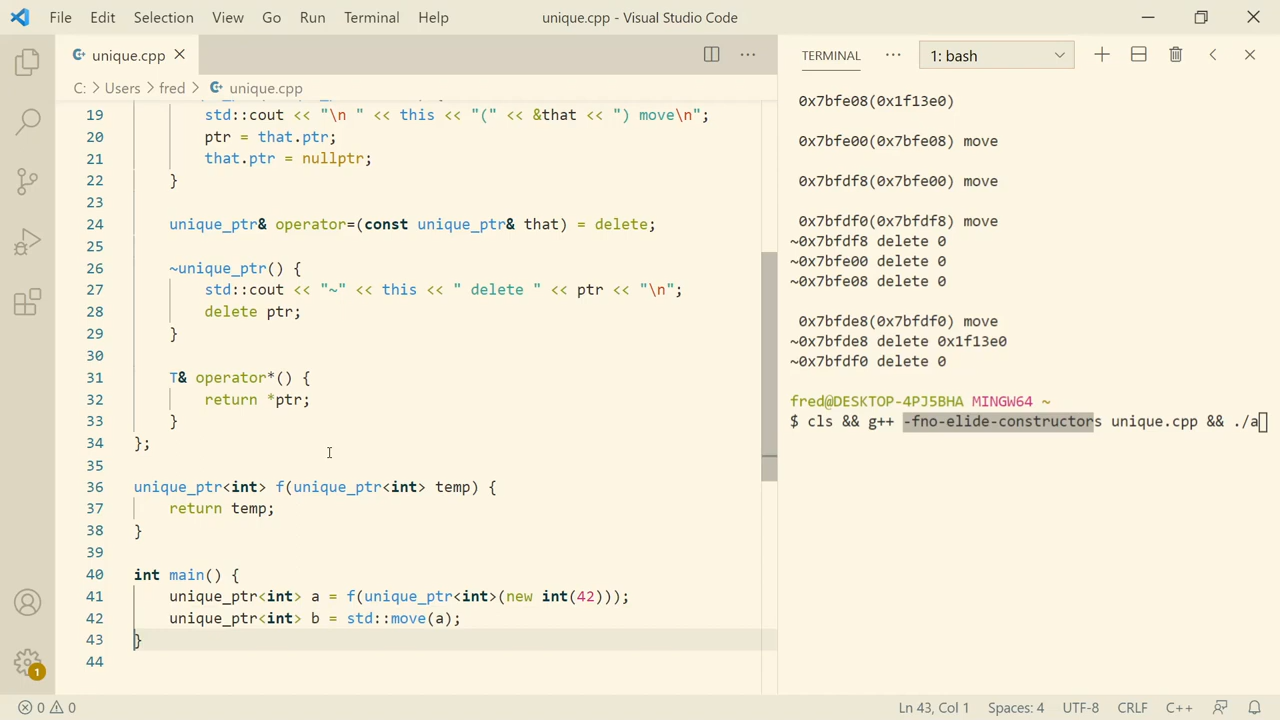 File Edit Selection View Go Run Terminal Help unique.cpp - Visual Studio Code
unique.cpp
C: > Users > fred > unique.cpp
19 std::cout << "\n " << this << "(" << &that << ") move\n";
20 ptr = that.ptr;
21 that.ptr = nullptr;
22 }
23
24 unique_ptr& operator=(const unique_ptr& that) = delete;
25
26 ~unique_ptr() {
27 std::cout << "~" << this << " delete " << ptr << "\n";
28 delete ptr;
29 }
30
31 T& operator*() {
32 return *ptr;
33 }
34 };
35
36 unique_ptr<int> f(unique_ptr<int> temp) {
37 return temp;
38 }
39
40 int main() {
41 unique_ptr<int> a = f(unique_ptr<int>(new int(42)));
42 unique_ptr<int> b = std::move(a);
43 }
44
TERMINAL ··· 1: bash
0x7bfe08(0x1f13e0)
0x7bfe00(0x7bfe08) move
0x7bfdf8(0x7bfe00) move
0x7bfdf0(0x7bfdf8) move
~0x7bfdf8 delete 0
~0x7bfe00 delete 0
~0x7bfe08 delete 0
0x7bfde8(0x7bfdf0) move
~0x7bfde8 delete 0x1f13e0
~0x7bfdf0 delete 0
fred@DESKTOP-4PJ5BHA MINGW64 ~
$ cls && g++ -fno-elide-constructors unique.cpp && ./a
1
0 0 Ln 43, Col 1 Spaces: 4 UTF-8 CRLF C++